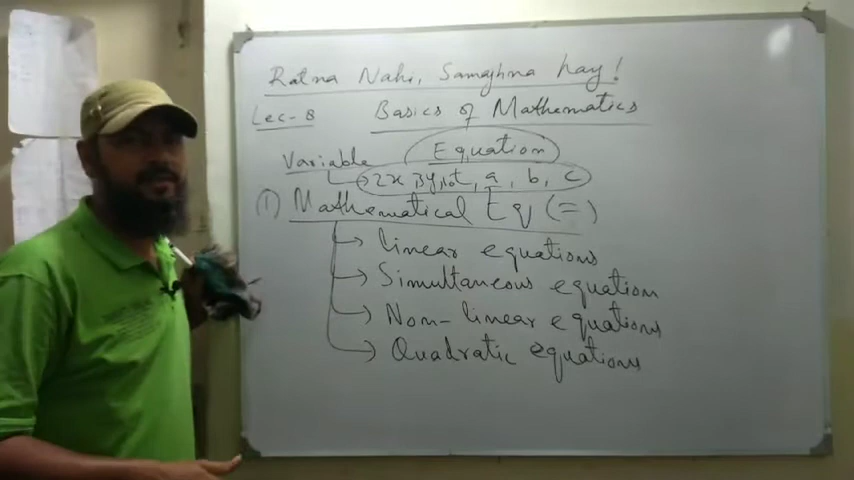 Ratna Nahi, Samajhna hay!
Lec-8 Basics of Mathematics
Equation
Variable
2x, 3y, a, b, c
(1) Mathematical Eq (=)
linear equations
Simultaneous equation
Non-linear equations
Quadratic equations